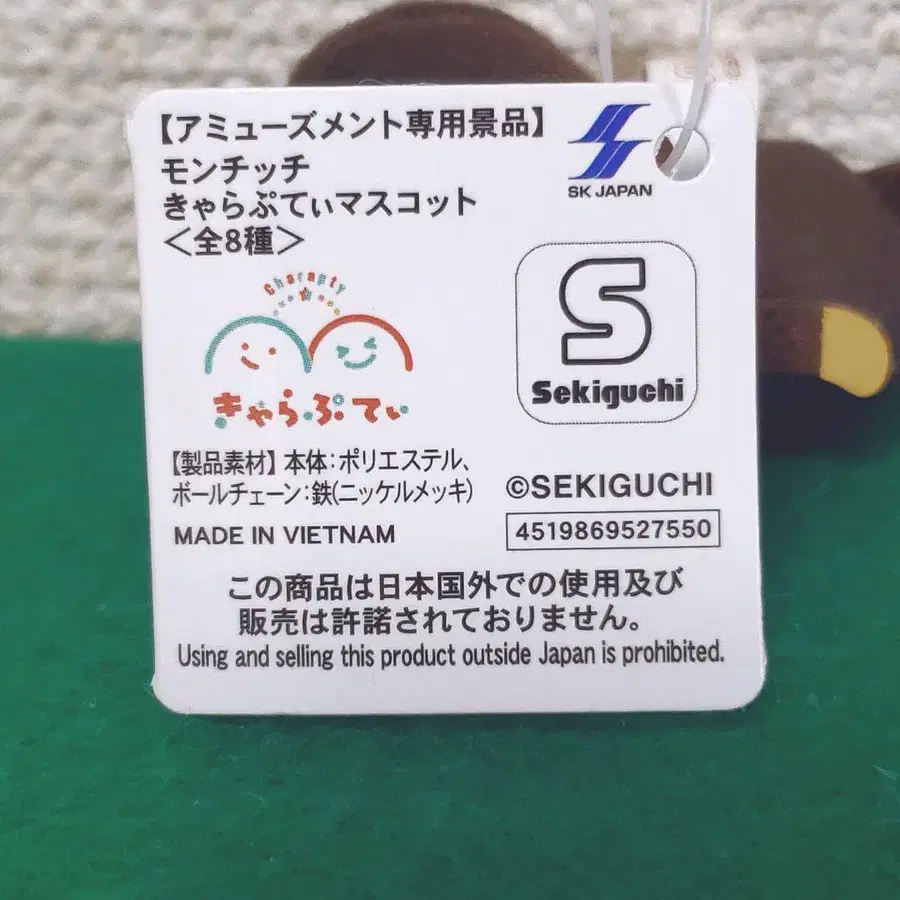 【アミューズメント専用景品】
モンチッチ
きゃらぷてぃマスコット
＜全8種＞
SK JAPAN
Charapty
きゃらぷてぃ
S
Sekiguchi
【製品素材】本体:ポリエステル、
ボールチェーン:鉄(ニッケルメッキ)
MADE IN VIETNAM
©SEKIGUCHI
4519869527550
この商品は日本国外での使用及び
販売は許諾されておりません。
Using and selling this product outside Japan is prohibited.